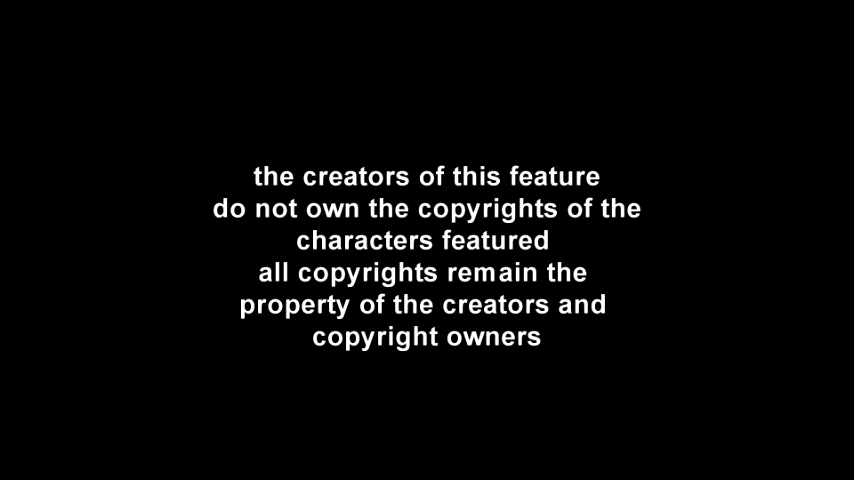 the creators of this feature
do not own the copyrights of the
characters featured
all copyrights remain the
property of the creators and
copyright owners